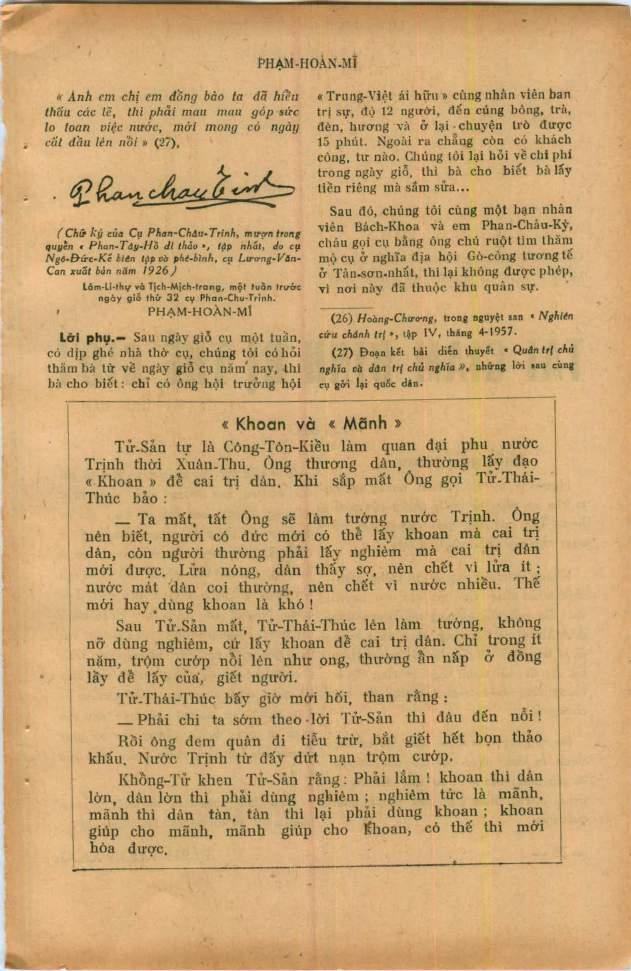 PHẠM-HOÀN-MĨ
« Anh em chị em đồng bào ta đã hiểu
thấu các lẽ, thì phải mau mau góp sức
lo toan việc nước, mới mong có ngày
cất đầu lên nồi » (27),
Phan chau Trinh
(Chữ ký của Cụ Phan-Châu-Trinh, mượn trong
quyển « Phan-Tây-Hồ di thảo », tập nhất, do cụ
Ngô-Đức-Kế biên tập và phê-bình, cụ Lương-Văn-
Can xuất bản năm 1926)
Lâm-Li-thự và Tịch-Mịch-trang, một tuần trước
ngày giỗ thứ 32 cụ Phan-Chu-Trinh.
PHẠM-HOÀN-MĨ
Lời phụ.— Sau ngày giỗ cụ một tuần,
có dịp ghé nhà thờ cụ, chúng tôi có hỏi
thăm bà từ về ngày giỗ cụ năm nay, thì
bà cho biết : chỉ có ông hội trưởng hội
« Trung-Việt ái hữu » cùng nhân viên ban
trị sự, độ 12 người, đến cúng bông, trà,
đèn, hương và ở lại chuyện trò được
15 phút. Ngoài ra chẳng còn có khách
công, tư nào. Chúng tôi lại hỏi về chi phí
trong ngày giỗ, thì bà cho biết bà lấy
tiền riêng mà sắm sửa...
Sau đó, chúng tôi cùng một bạn nhân
viên Bách-Khoa và em Phan-Châu-Kỳ,
cháu gọi cụ bằng ông chú ruột tìm thăm
mộ cụ ở nghĩa địa hội Gò-công tương tế
ở Tân-sơn-nhất, thì lại không được phép,
vì nơi này đã thuộc khu quân sự.
(26) Hoàng-Chương, trong nguyệt san « Nghiên
cứu chánh trị », tập IV, tháng 4-1957.
(27) Đoạn kết bài diễn thuyết « Quân trị chủ
nghĩa và dân trị chủ nghĩa », những lời sau cùng
cụ gởi lại quốc dân.
« Khoan và « Mãnh »
Tử-Sản tự là Công-Tôn-Kiều làm quan đại phu nước
Trịnh thời Xuân-Thu. Ông thương dân, thường lấy đạo
« Khoan » để cai trị dân. Khi sắp mất Ông gọi Tử-Thái-
Thúc bảo :
— Ta mất, tất Ông sẽ làm tướng nước Trịnh. Ông
nên biết, người có đức mới có thể lấy khoan mà cai trị
dân, còn người thường phải lấy nghiêm mà cai trị dân
mới được. Lửa nóng, dân thấy sợ, nên chết vì lửa ít ;
nước mát dân coi thường, nên chết vì nước nhiều. Thế
mới hay dùng khoan là khó !
Sau Tử-Sản mất, Tử-Thái-Thúc lên làm tướng, không
nỡ dùng nghiêm, cứ lấy khoan để cai trị dân. Chỉ trong ít
năm, trộm cướp nổi lên như ong, thường ẩn nấp ở đồng
lầy để lấy của, giết người.
Tử-Thái-Thúc bấy giờ mới hối, than rằng :
— Phải chi ta sớm theo lời Tử-Sản thì đâu đến nỗi !
Rồi ông đem quân đi tiễu trừ, bắt giết hết bọn thảo
khấu. Nước Trịnh từ đấy dứt nạn trộm cướp.
Khổng-Tử khen Tử-Sản rằng : Phải lắm ! khoan thì dân
lờn, dân lờn thì phải dùng nghiêm ; nghiêm tức là mãnh,
mãnh thì dân tàn, tàn thì lại phải dùng khoan ; khoan
giúp cho mãnh, mãnh giúp cho khoan, có thế thì mới
hòa được.